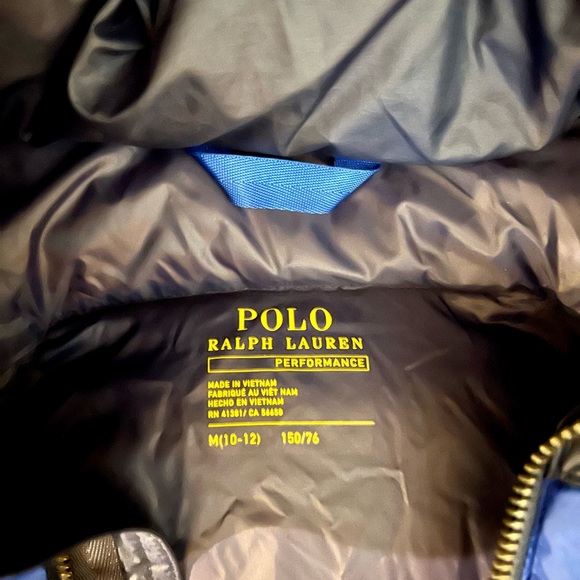 POLO
RALPH LAUREN
PERFORMANCE
MADE IN VIETNAM
FABRIQUÉ AU VIÊT NAM
HECHO EN VIETNAM
RN 41381/ CA 56650
M(10-12) 150/76